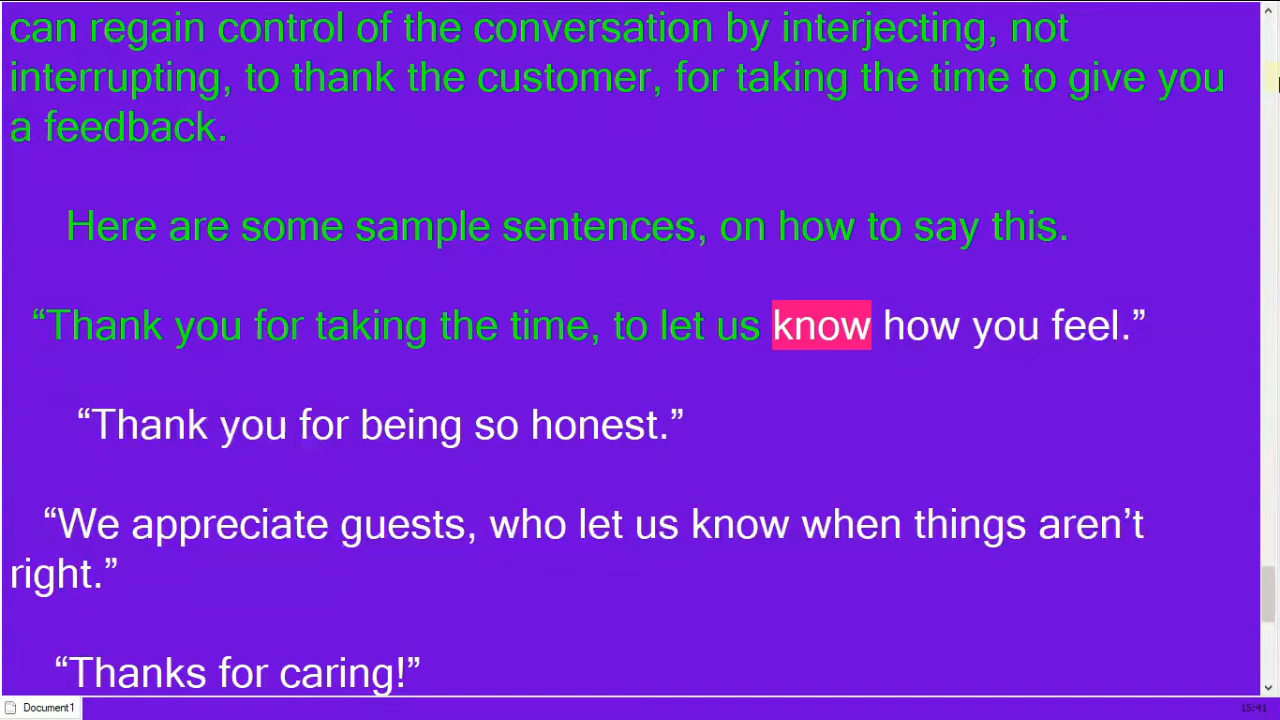 can regain control of the conversation by interjecting, not
interrupting, to thank the customer, for taking the time to give you
a feedback.
Here are some sample sentences, on how to say this.
“Thank you for taking the time, to let us know how you feel.”
“Thank you for being so honest.”
“We appreciate guests, who let us know when things aren’t
right.”
“Thanks for caring!”
Document1
15:41